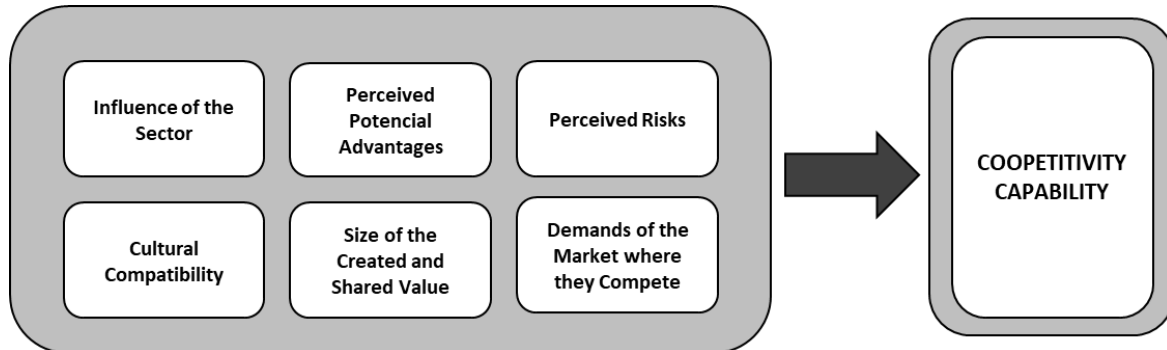 Influence of the
Sector
Perceived
Potencial
Advantages
Perceived Risks
Cultural
Compatibility
Size of the
Created and
Shared Value
Demands of the
Market where
they Compete
COOPETITIVITY
CAPABILITY